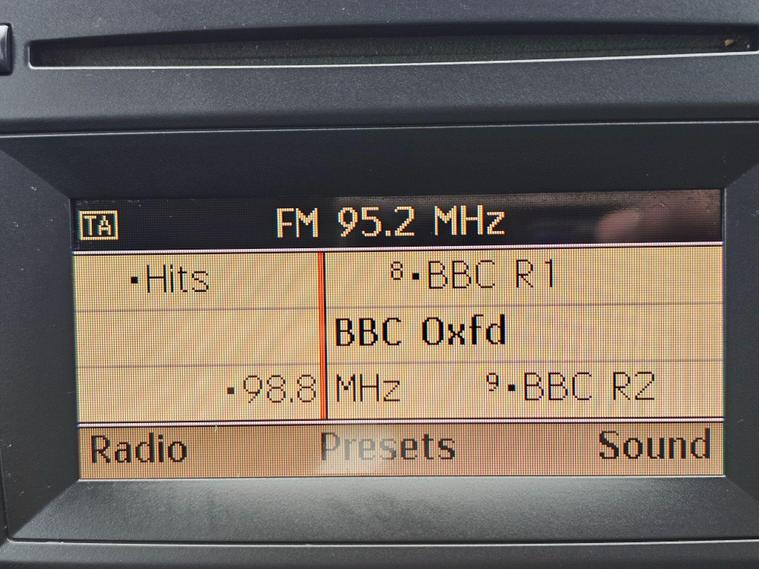 TA FM 95.2 MHz
·Hits 8·BBC R1
BBC Oxfd
·98.8 MHz 9·BBC R2
Radio Presets Sound